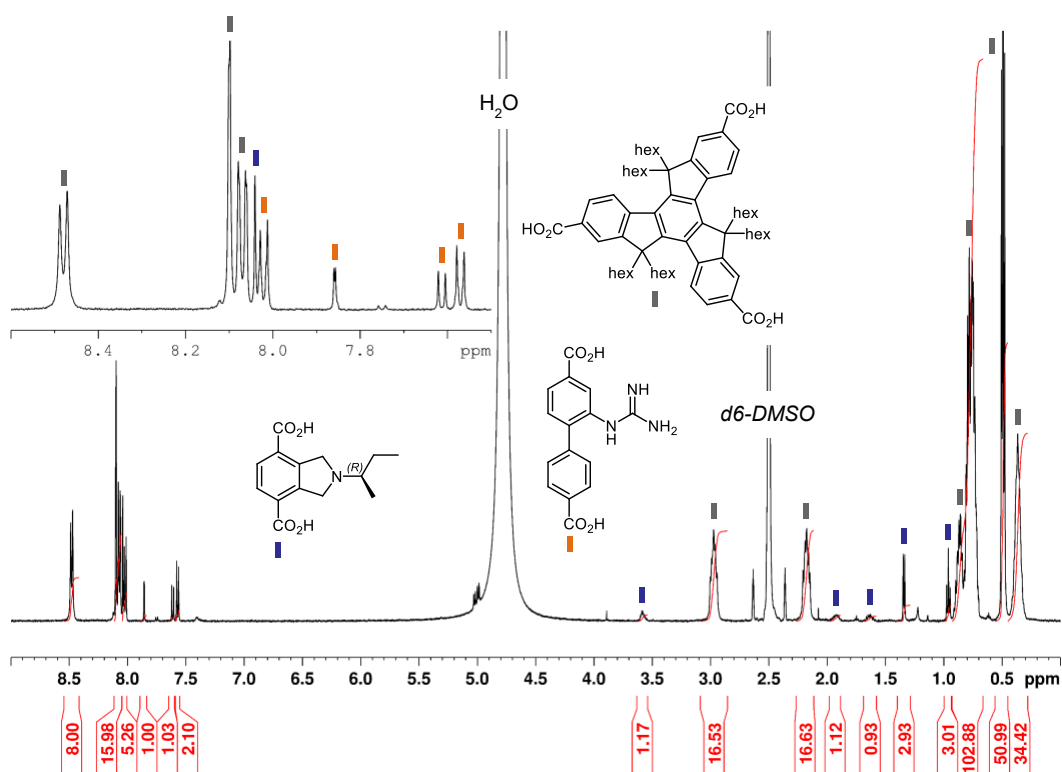 H2O
CO2H
hex
hex
hex
HO2C
hex
hex
hex
CO2H
8.4
8.2
8.0
7.8
ppm
CO2H
NH
N
H
NH2
CO2H
d6-DMSO
CO2H
(R)
N
CO2H
8.5
8.0
7.5
7.0
6.5
6.0
5.5
5.0
4.5
4.0
3.5
3.0
2.5
2.0
1.5
1.0
0.5
ppm
8.00
15.98
5.26
1.00
1.03
2.10
1.17
16.53
16.63
1.12
0.93
2.93
3.01
102.88
50.99
34.42